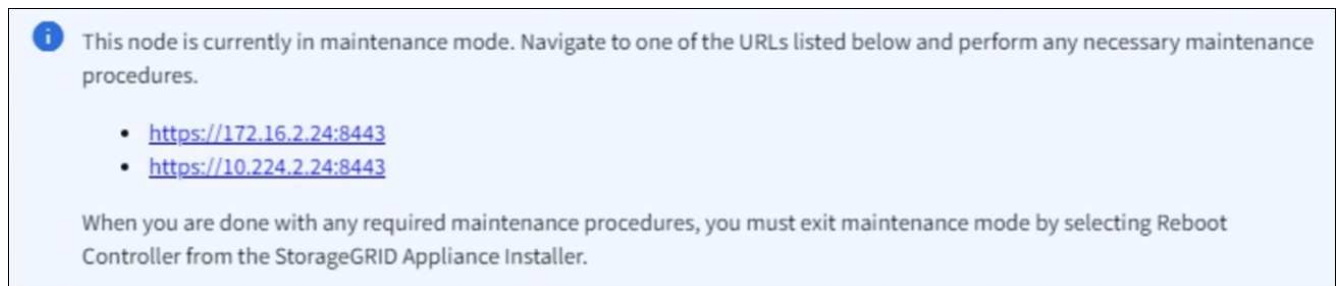 This node is currently in maintenance mode. Navigate to one of the URLs listed below and perform any necessary maintenance
procedures.
https://172.16.2.24:8443
https://10.224.2.24:8443
When you are done with any required maintenance procedures, you must exit maintenance mode by selecting Reboot
Controller from the StorageGRID Appliance Installer.